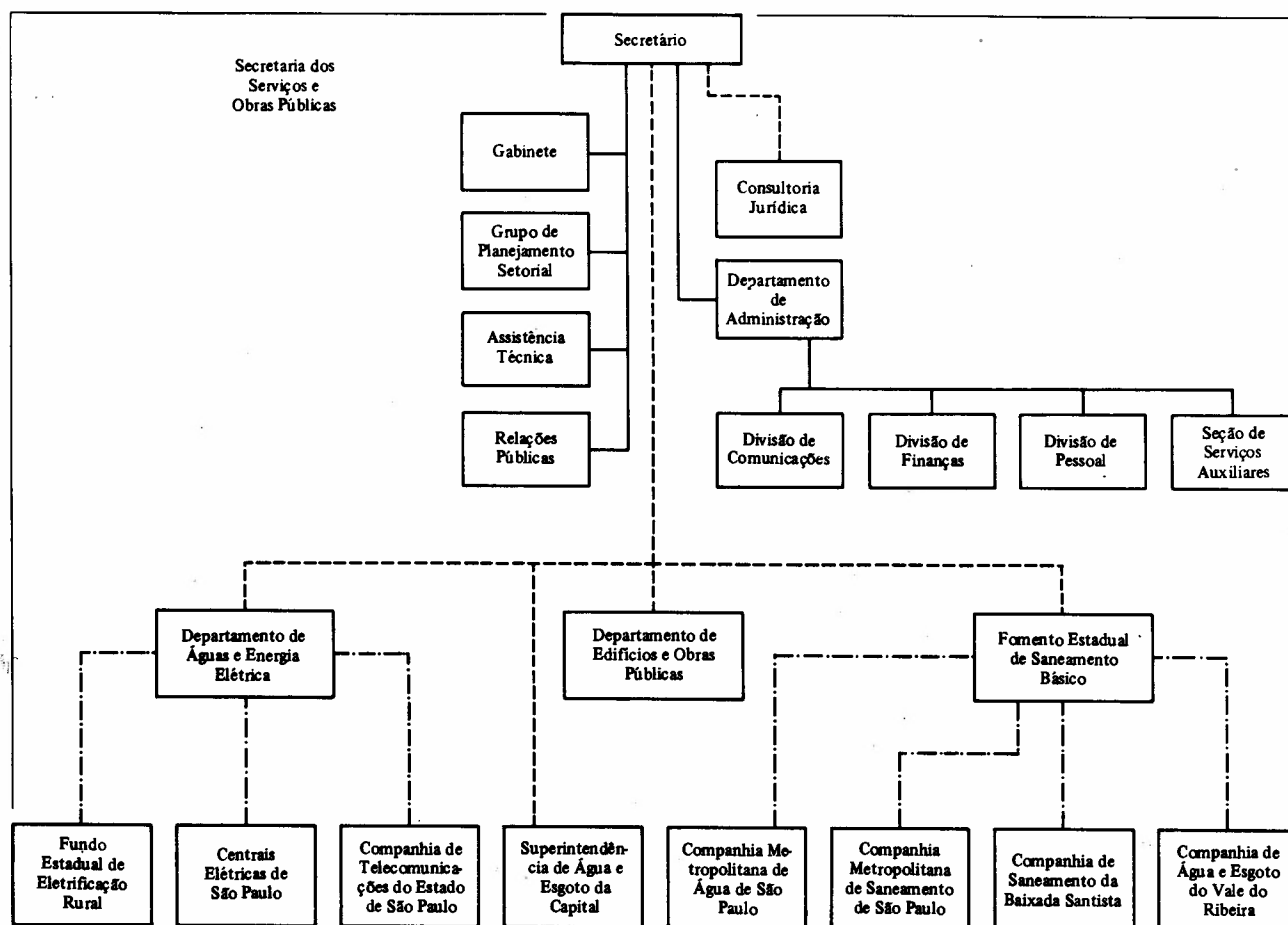 Secretário
Secretaria dos
Serviços e
Obras Públicas
Gabinete
Consultoria
Jurídica
Grupo de
Planejamento
Setorial
Departamento
de
Administração
Assistência
Técnica
Relações
Públicas
Divisão de
Comunicações
Divisão de
Finanças
Divisão de
Pessoal
Seção de
Serviços
Auxiliares
Departamento de
Águas e Energia
Elétrica
Departamento de
Edifícios e Obras
Públicas
Fomento Estadual
de Saneamento
Básico
Fundo
Estadual de
Eletrificação
Rural
Centrais
Elétricas de
São Paulo
Companhia de
Telecomunica-
ções do Estado
de São Paulo
Superintendên-
cia de Água e
Esgoto da
Capital
Companhia Me-
tropolitana de
Água de São
Paulo
Companhia
Metropolitana
de Saneamento
de São Paulo
Companhia de
Saneamento da
Baixada Santista
Companhia de
Água e Esgoto
do Vale do
Ribeira